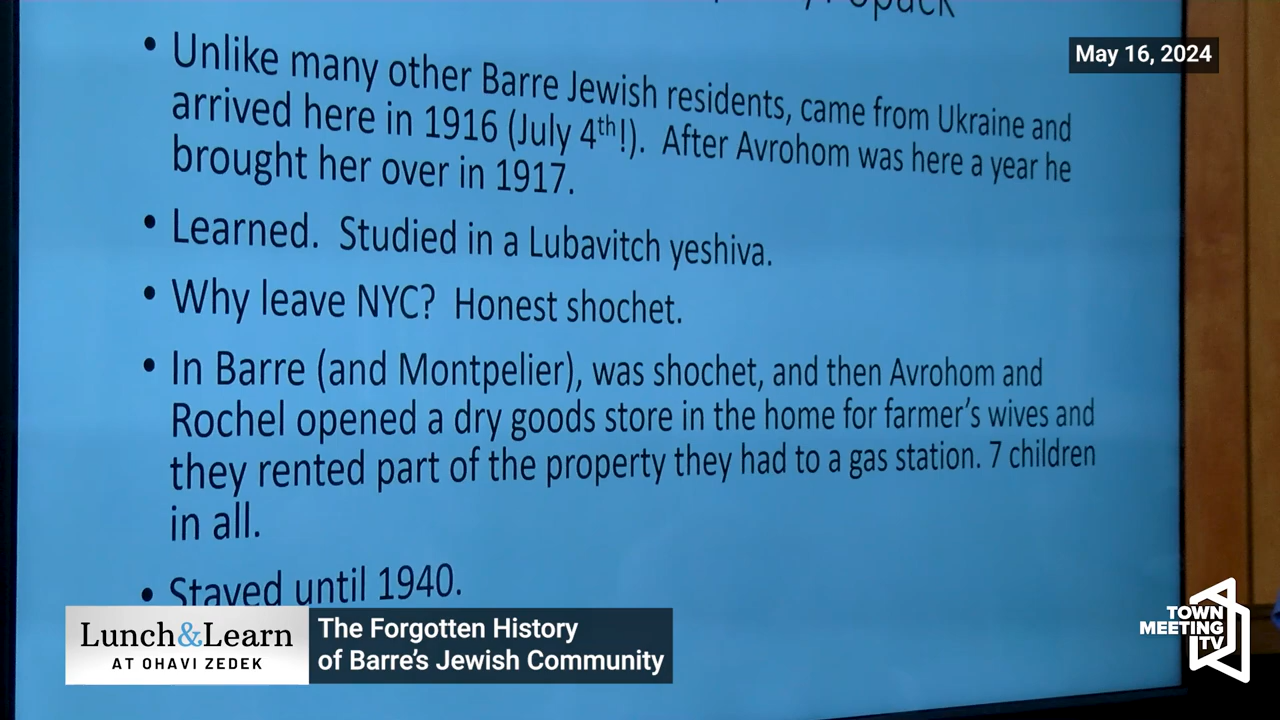 May 16, 2024
• Unlike many other Barre Jewish residents, came from Ukraine and
arrived here in 1916 (July 4th!). After Avrohom was here a year he
brought her over in 1917.
• Learned. Studied in a Lubavitch yeshiva.
• Why leave NYC? Honest shochet.
• In Barre (and Montpelier), was shochet, and then Avrohom and
Rochel opened a dry goods store in the home for farmer's wives and
they rented part of the property they had to a gas station. 7 children
in all.
• Stayed until 1940.
Lunch&Learn
AT OHAVI ZEDEK
The Forgotten History
of Barre's Jewish Community
TOWN
MEETING
TV